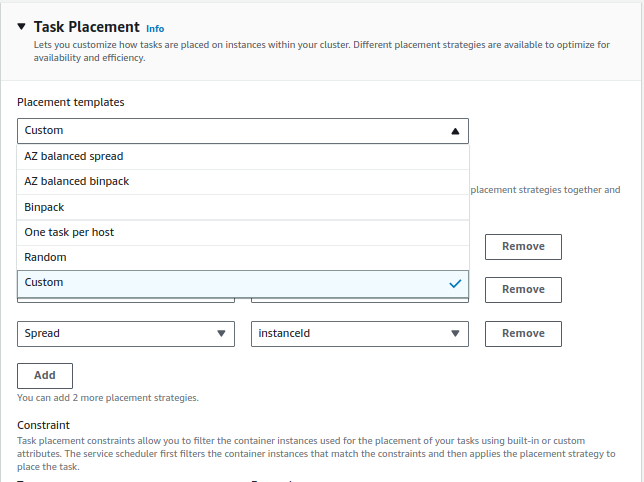 Task Placement Info
Lets you customize how tasks are placed on instances within your cluster. Different placement strategies are available to optimize for
availability and efficiency.
Placement templates
Custom
AZ balanced spread
AZ balanced binpack
placement strategies together and
Binpack
One task per host
Remove
Random
Custom
Remove
Spread instanceId Remove
Add
You can add 2 more placement strategies.
Constraint
Task placement constraints allow you to filter the container instances used for the placement of your tasks using built-in or custom
attributes. The service scheduler first filters the container instances that match the constraints and then applies the placement strategy to
place the task.